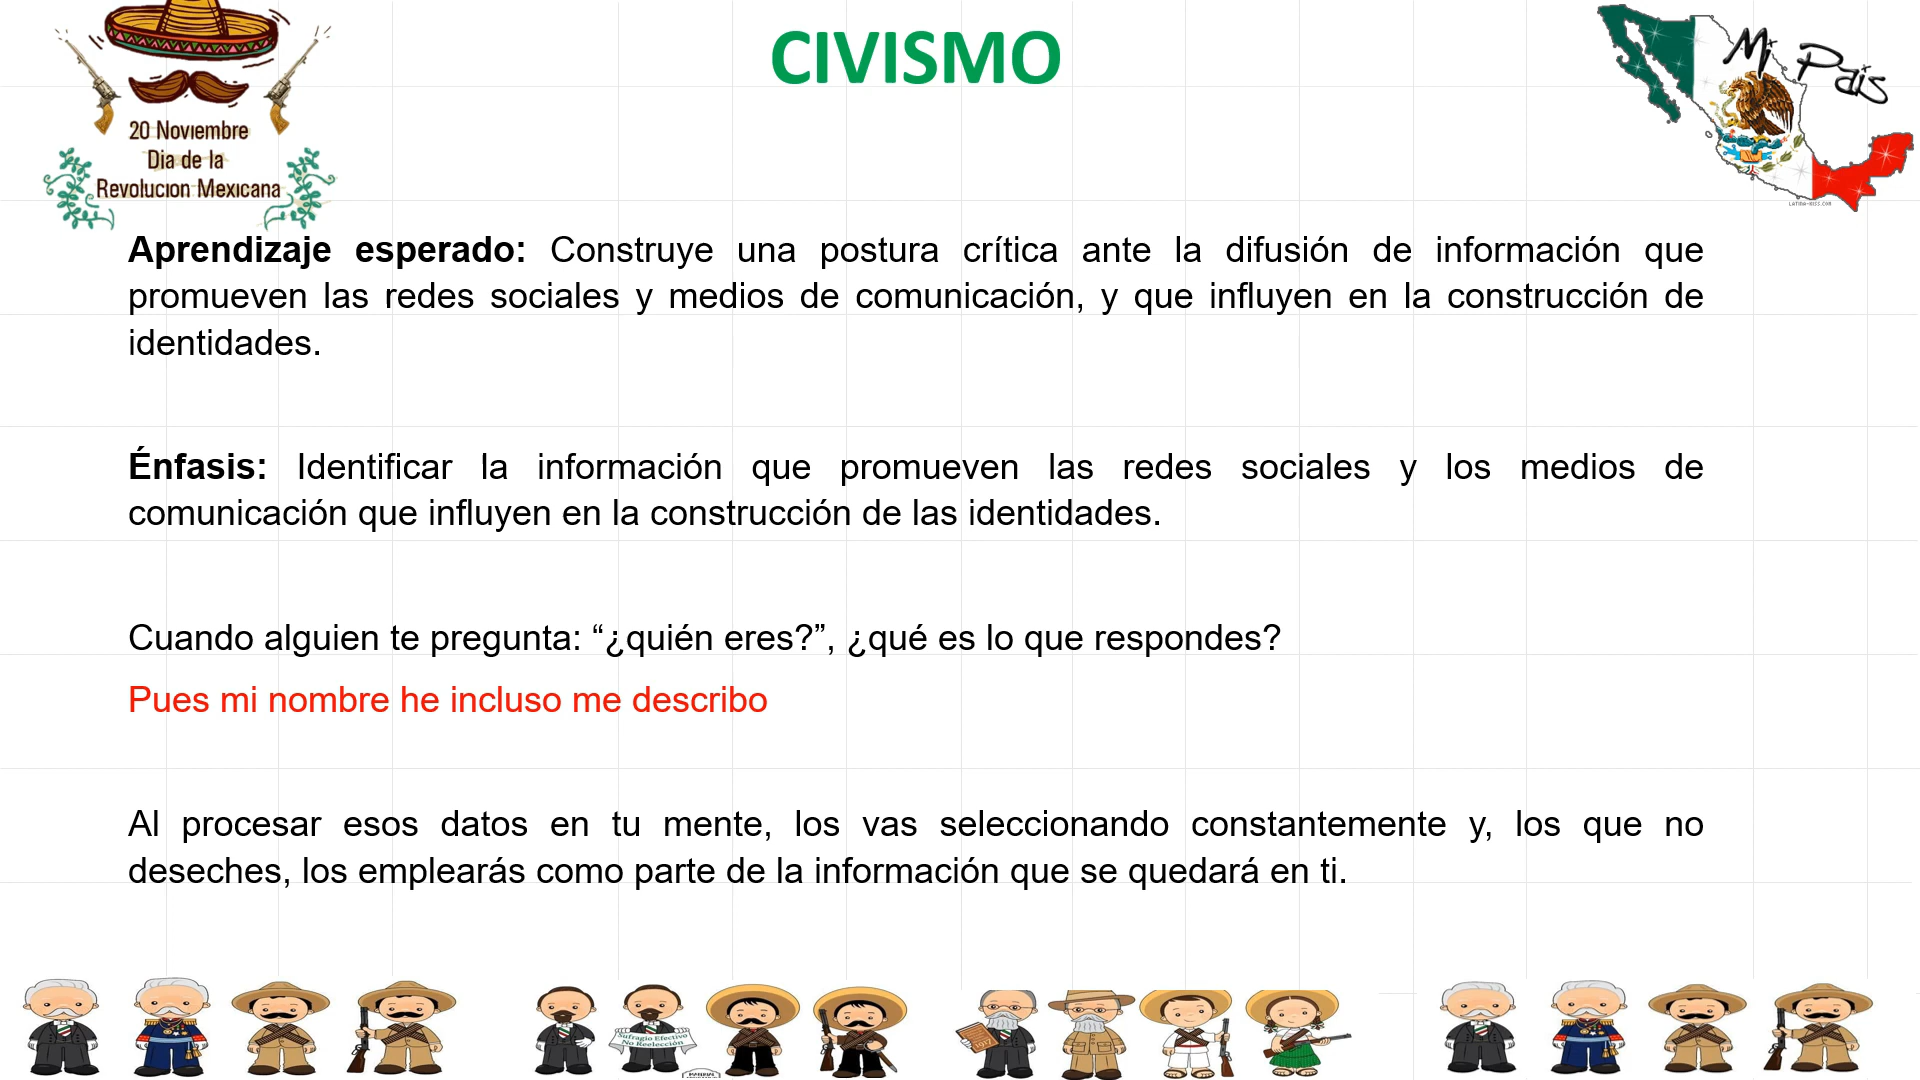 CIVISMO
Mi Pais
20 Noviembre
Dia de la
Revolucion Mexicana
LATINA-KISS.COM
Aprendizaje esperado: Construye una postura crítica ante la difusión de información que
promueven las redes sociales y medios de comunicación, y que influyen en la construcción de
identidades.
Énfasis: Identificar la información que promueven las redes sociales y los medios de
comunicación que influyen en la construcción de las identidades.
Cuando alguien te pregunta: “¿quién eres?”, ¿qué es lo que respondes?
Pues mi nombre he incluso me describo
Al procesar esos datos en tu mente, los vas seleccionando constantemente y, los que no
deseches, los emplearás como parte de la información que se quedará en ti.
Sufragio Efectivo
No Reelección
1917